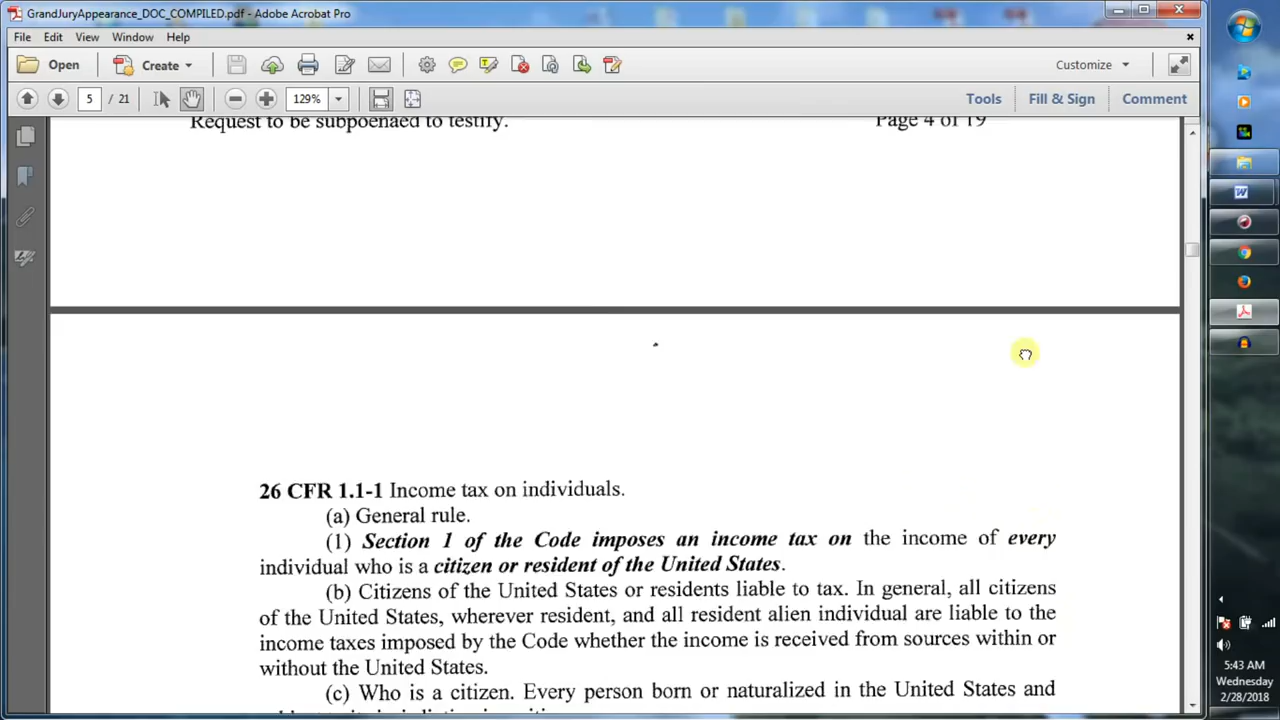 GrandJuryAppearance_DOC_COMPILED.pdf - Adobe Acrobat Pro
File Edit View Window Help
Open Create Customize
5 / 21 129% Tools Fill & Sign Comment
Request to be subpoenaed to testify. Page 4 of 19
26 CFR 1.1-1 Income tax on individuals.
(a) General rule.
(1) Section 1 of the Code imposes an income tax on the income of every
individual who is a citizen or resident of the United States.
(b) Citizens of the United States or residents liable to tax. In general, all citizens
of the United States, wherever resident, and all resident alien individual are liable to the
income taxes imposed by the Code whether the income is received from sources within or
without the United States.
(c) Who is a citizen. Every person born or naturalized in the United States and
5:43 AM
Wednesday
2/28/2018